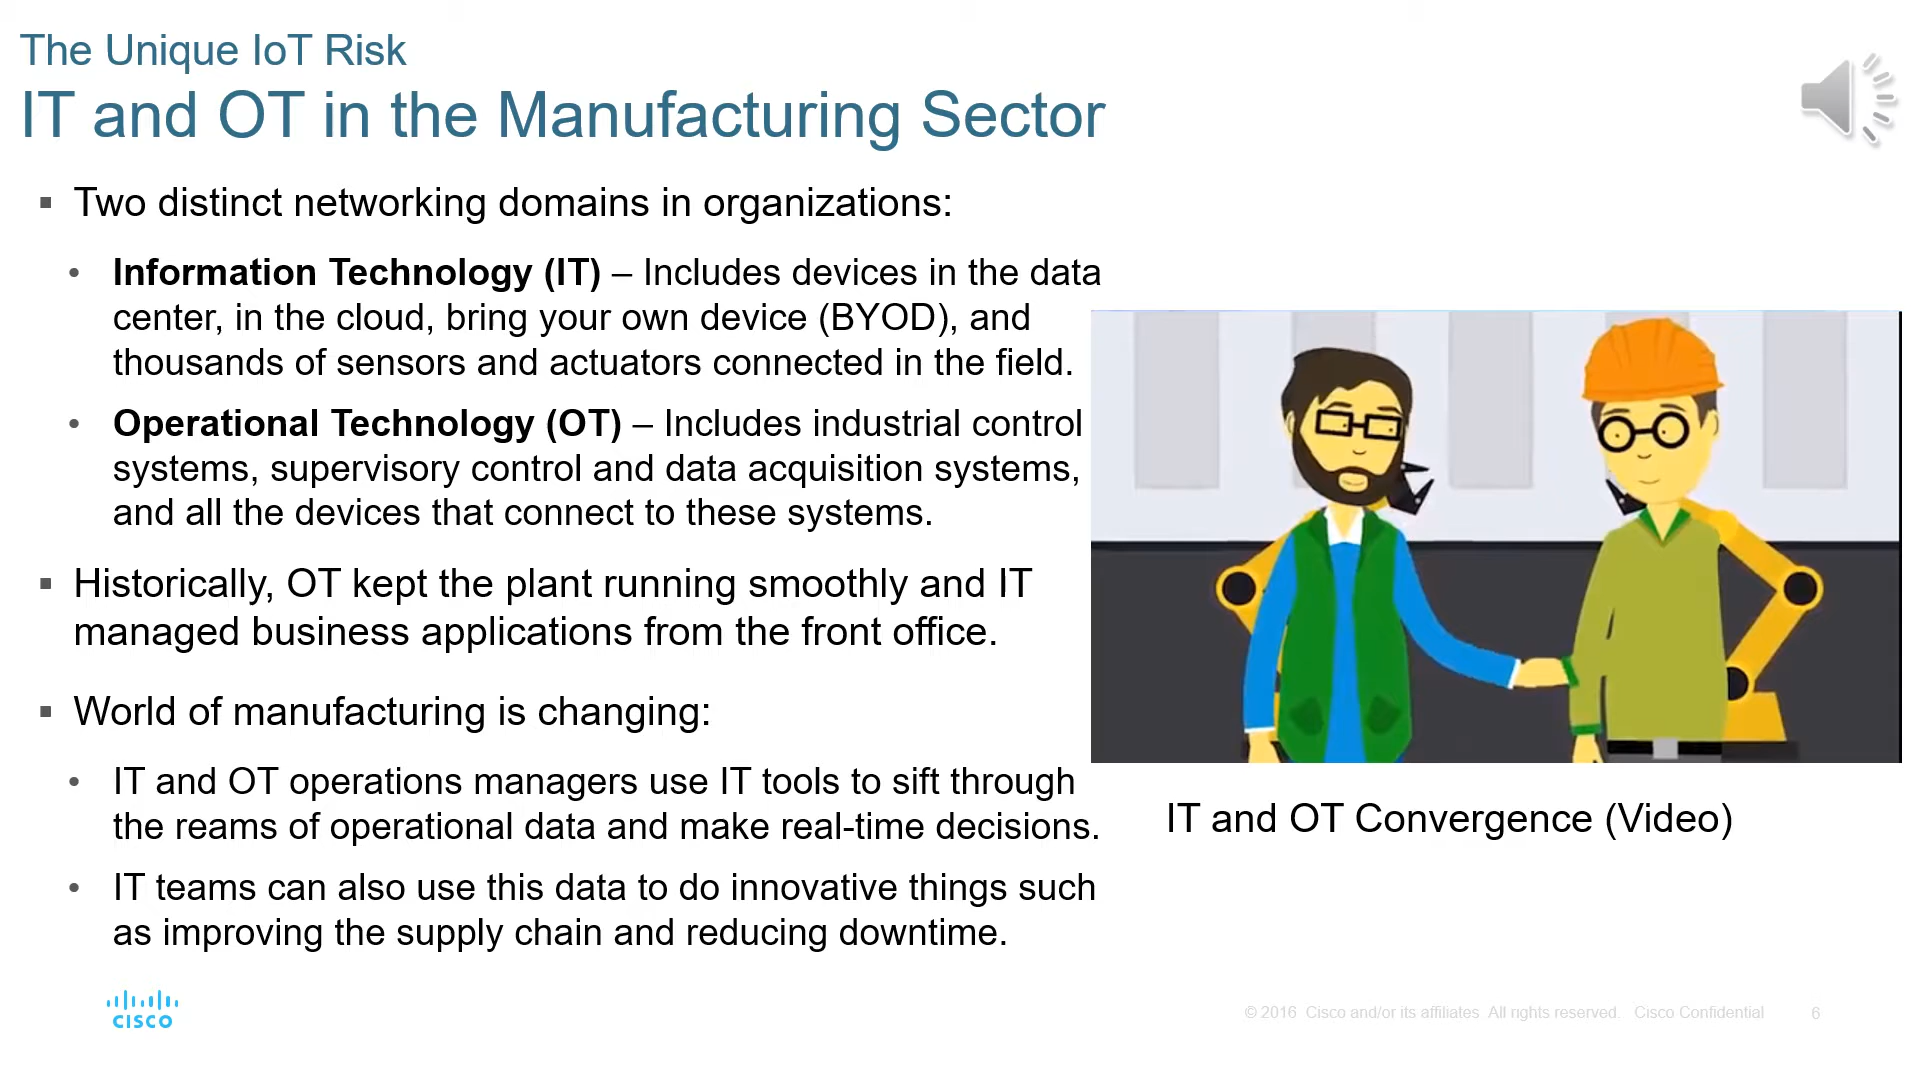 The Unique IoT Risk
IT and OT in the Manufacturing Sector
▪ Two distinct networking domains in organizations:
• Information Technology (IT) – Includes devices in the data
center, in the cloud, bring your own device (BYOD), and
thousands of sensors and actuators connected in the field.
• Operational Technology (OT) – Includes industrial control
systems, supervisory control and data acquisition systems,
and all the devices that connect to these systems.
▪ Historically, OT kept the plant running smoothly and IT
managed business applications from the front office.
▪ World of manufacturing is changing:
• IT and OT operations managers use IT tools to sift through
the reams of operational data and make real-time decisions.
• IT teams can also use this data to do innovative things such
as improving the supply chain and reducing downtime.
IT and OT Convergence (Video)
CISCO
© 2016 Cisco and/or its affiliates All rights reserved. Cisco Confidential 6